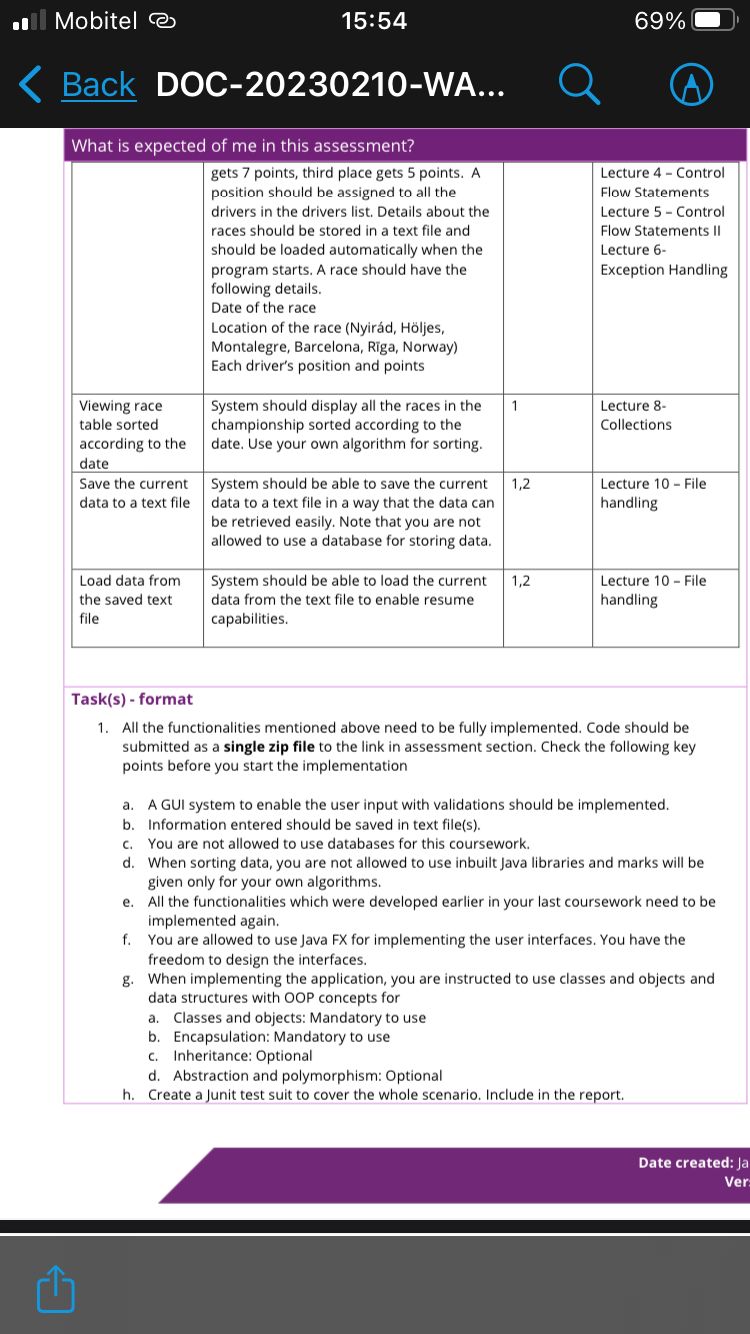 Mobitel 15:54 69%
Back DOC-20230210-WA...
What is expected of me in this assessment?
gets 7 points, third place gets 5 points. A
position should be assigned to all the
drivers in the drivers list. Details about the
races should be stored in a text file and
should be loaded automatically when the
program starts. A race should have the
following details.
Date of the race
Location of the race (Nyirád, Höljes,
Montalegre, Barcelona, Rīga, Norway)
Each driver’s position and points
Lecture 4 – Control
Flow Statements
Lecture 5 – Control
Flow Statements II
Lecture 6-
Exception Handling
Viewing race
table sorted
according to the
date
System should display all the races in the
championship sorted according to the
date. Use your own algorithm for sorting.
1
Lecture 8-
Collections
Save the current
data to a text file
System should be able to save the current
data to a text file in a way that the data can
be retrieved easily. Note that you are not
allowed to use a database for storing data.
1,2
Lecture 10 – File
handling
Load data from
the saved text
file
System should be able to load the current
data from the text file to enable resume
capabilities.
1,2
Lecture 10 – File
handling
Task(s) - format
1. All the functionalities mentioned above need to be fully implemented. Code should be
submitted as a single zip file to the link in assessment section. Check the following key
points before you start the implementation
a. A GUI system to enable the user input with validations should be implemented.
b. Information entered should be saved in text file(s).
c. You are not allowed to use databases for this coursework.
d. When sorting data, you are not allowed to use inbuilt Java libraries and marks will be
given only for your own algorithms.
e. All the functionalities which were developed earlier in your last coursework need to be
implemented again.
f. You are allowed to use Java FX for implementing the user interfaces. You have the
freedom to design the interfaces.
g. When implementing the application, you are instructed to use classes and objects and
data structures with OOP concepts for
a. Classes and objects: Mandatory to use
b. Encapsulation: Mandatory to use
c. Inheritance: Optional
d. Abstraction and polymorphism: Optional
h. Create a Junit test suit to cover the whole scenario. Include in the report.
Date created: Ja
Ver